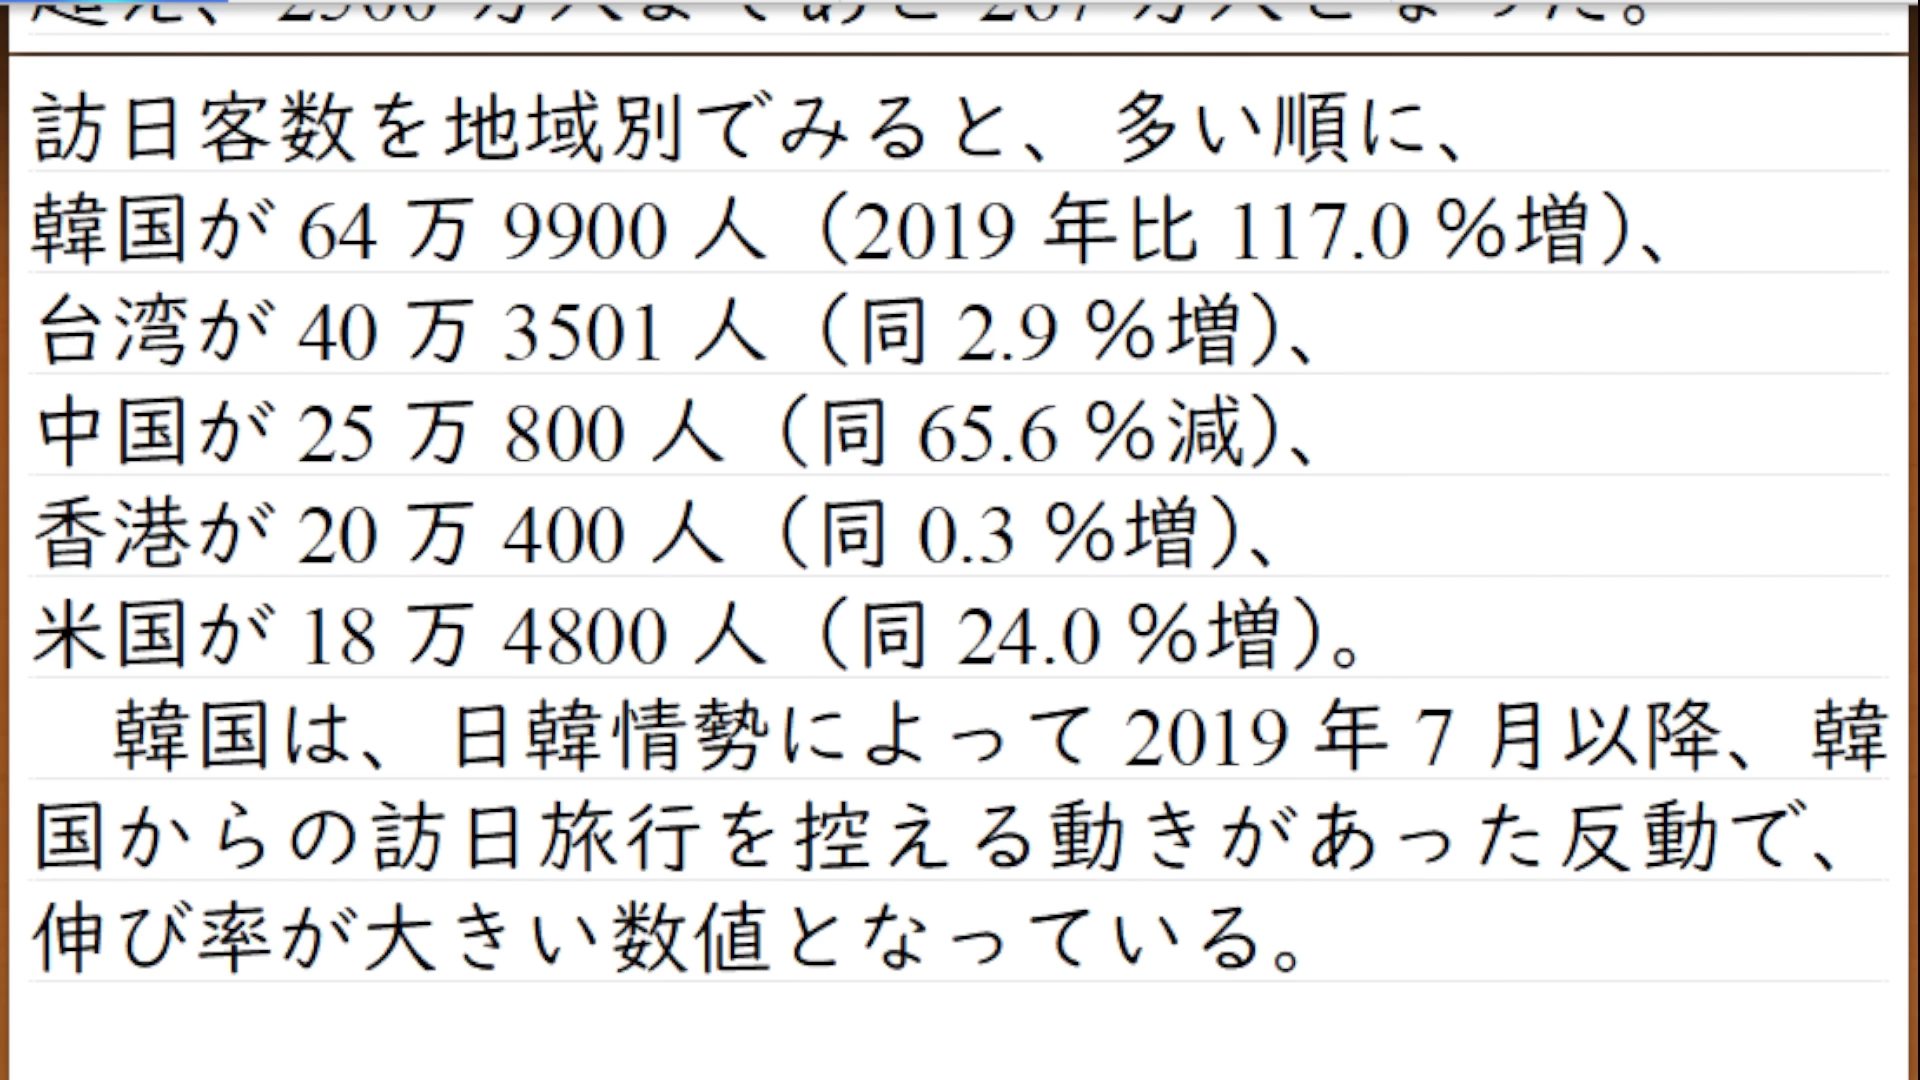 訪日客数を地域別でみると、多い順に、
韓国が 64 万 9900 人（2019 年比 117.0 %増）、
台湾が 40 万 3501 人（同 2.9 %増）、
中国が 25 万 800 人（同 65.6 %減）、
香港が 20 万 400 人（同 0.3 %増）、
米国が 18 万 4800 人（同 24.0 %増）。
　韓国は、日韓情勢によって 2019 年 7 月以降、韓
国からの訪日旅行を控える動きがあった反動で、
伸び率が大きい数値となっている。